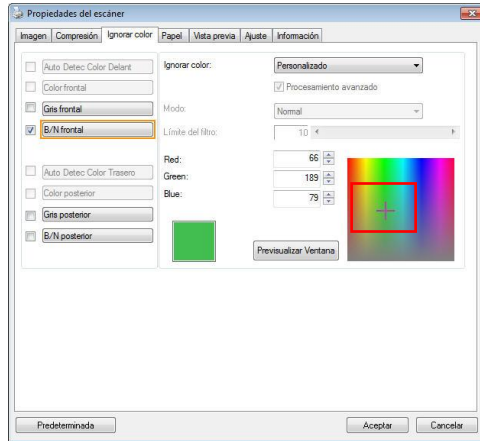 Propiedades del escáner
Imagen Compresión Ignorar color Papel Vista previa Ajuste Información
Auto Detec Color Delant
Color frontal
Gris frontal
B/N frontal
Auto Detec Color Trasero
Color posterior
Gris posterior
B/N posterior
Ignorar color: Personalizado
Procesamiento avanzado
Modo: Normal
Límite del filtro: 10
Red: 66
Green: 189
Blue: 79
Previsualizar Ventana
Predeterminada Aceptar Cancelar